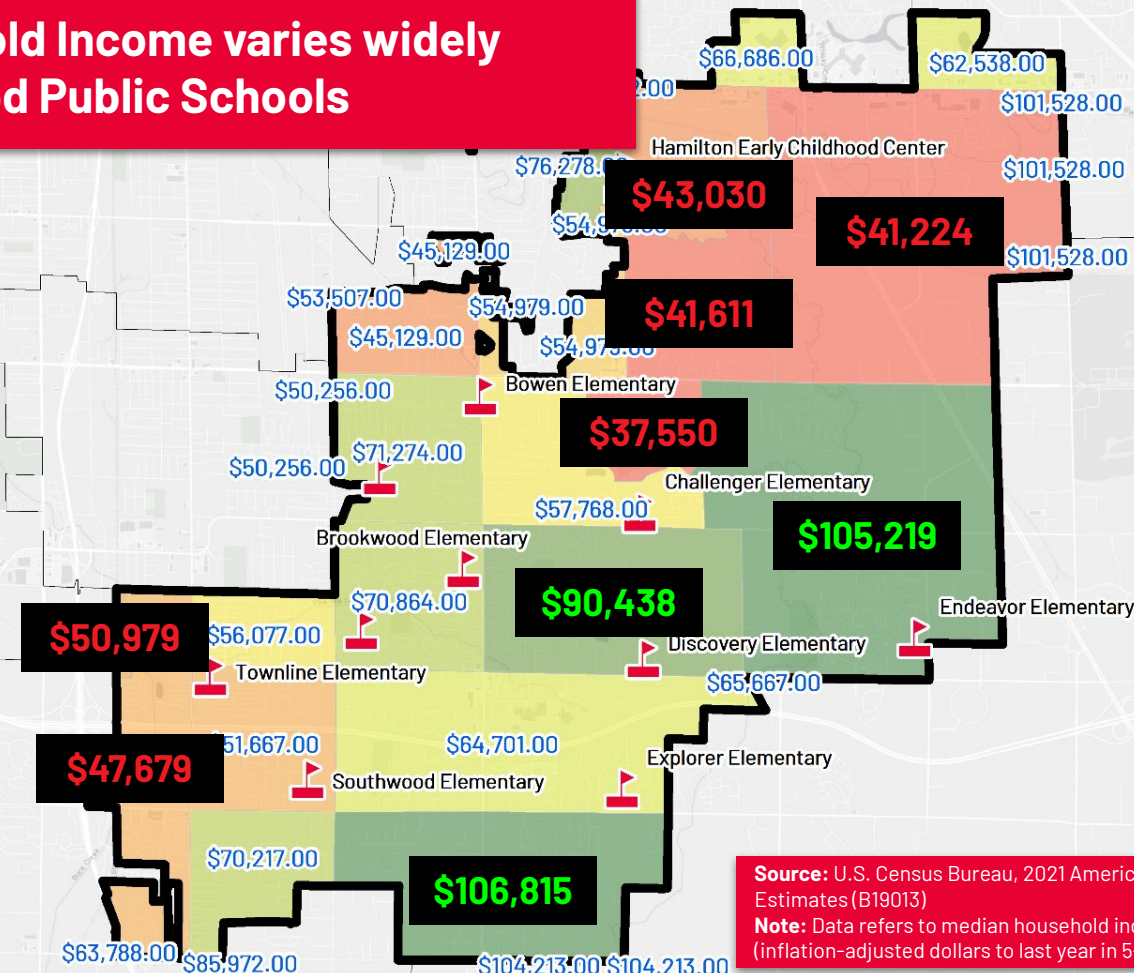 Income varies widely
Public Schools
$66,686.00
$62,538.00
$101,528.00
Hamilton Early Childhood Center
$101,528.00
$43,030
$41,224
$45,129.00
$101,528.00
$53,507.00
$54,979.00
$41,611
$45,129.00
$50,256.00
Bowen Elementary
$37,550
$71,274.00
$50,256.00
Challenger Elementary
$57,768.00
$105,219
Brookwood Elementary
$90,438
$70,864.00
Endeavor Elementary
$50,979
$56,077.00
Discovery Elementary
Townline Elementary
$65,667.00
51,667.00
$64,701.00
$47,679
Explorer Elementary
Southwood Elementary
$70,217.00
$106,815
Source: U.S. Census Bureau, 2021
Estimates (B19013)
Note: Data refers to median household
(inflation-adjusted dollars to last year in
$63,788.00
$85,972.00
$104,213.00 $104,213.00